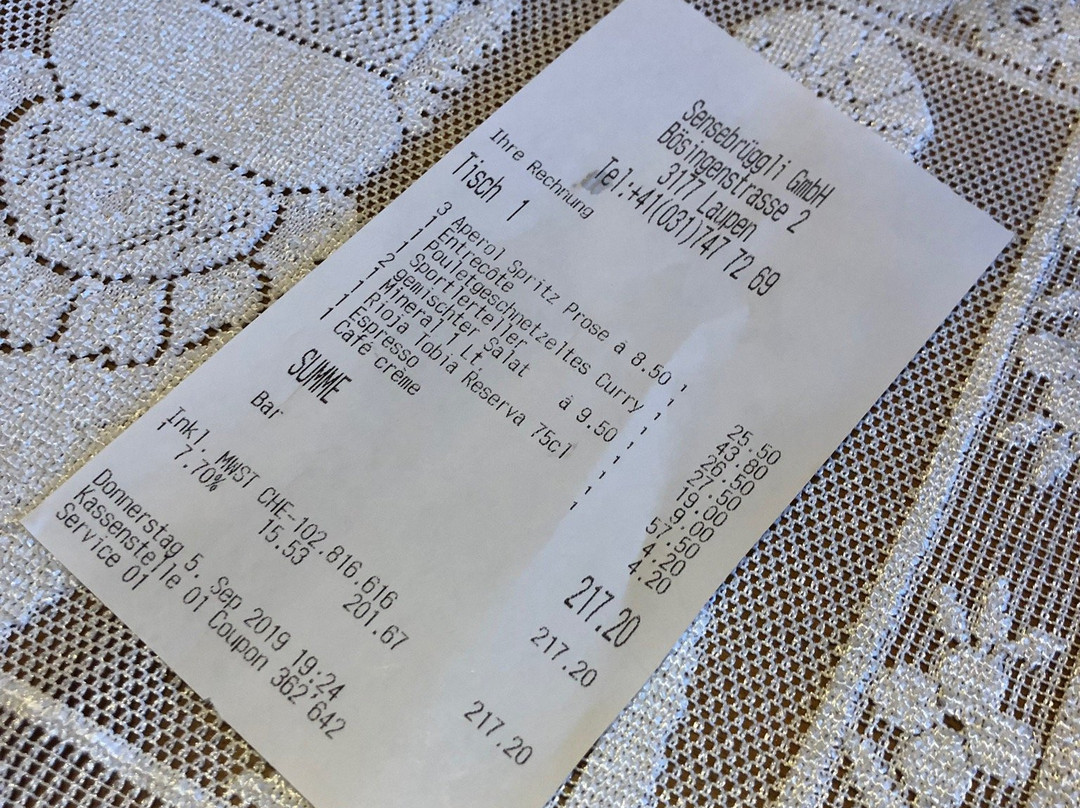 Sensebrüggli GmbH
Bösingenstrasse 2
3177 Laupen
Tel.:+41(031)747 72 69
Ihre Rechnung
Tisch 1
3 Aperol Spritz Prose à 8.50 , 25.50
1 Entrecôte , 43.80
1 Pouletgeschnetzeltes Curry , 26.50
1 Sportlerteller , 27.50
2 gemischter Salat à 9.50 , 19.00
1 Mineral 1 Lt. , 9.00
1 Rioja Tobia Reserva 75cl , 57.50
1 Espresso , 4.20
1 Café crème , 4.20
SUMME 217.20
Bar 217.20
Inkl. MWST CHE-102.816.616
1 7.70% 15.53 201.67 217.20
Donnerstag 5. Sep 2019 19:24
Kassenstelle 01 Coupon 362'642
Service 01